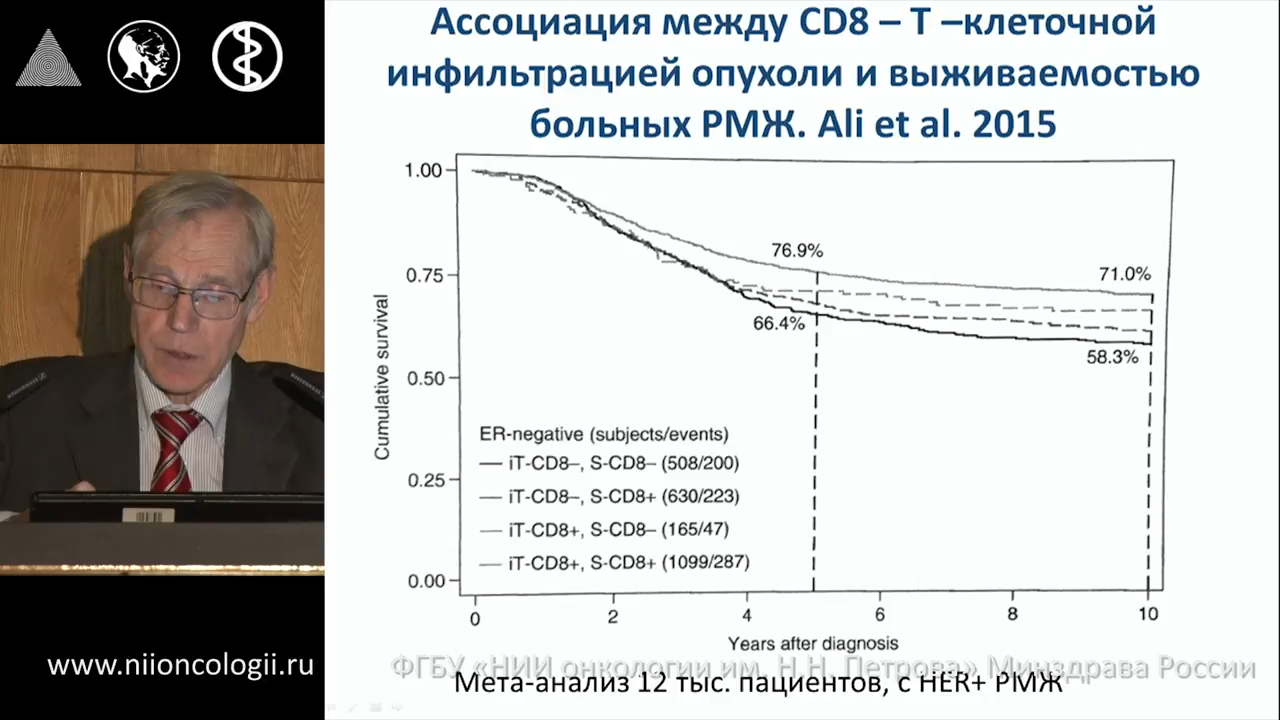 Ассоциация между CD8 – Т –клеточной
инфильтрацией опухоли и выживаемостью
больных РМЖ. Ali et al. 2015
1.00
0.75
0.50
0.25
0.00
Cumulative survival
76.9%
71.0%
66.4%
58.3%
ER-negative (subjects/events)
iT-CD8–, S-CD8– (508/200)
iT-CD8–, S-CD8+ (630/223)
iT-CD8+, S-CD8– (165/47)
iT-CD8+, S-CD8+ (1099/287)
0 2 4 6 8 10
Years after diagnosis
www.niioncologii.ru
ФГБУ «НИИ онкологии им. Н.Н. Петрова» Минздрава России
Мета-анализ 12 тыс. пациентов, с HER+ РМЖ